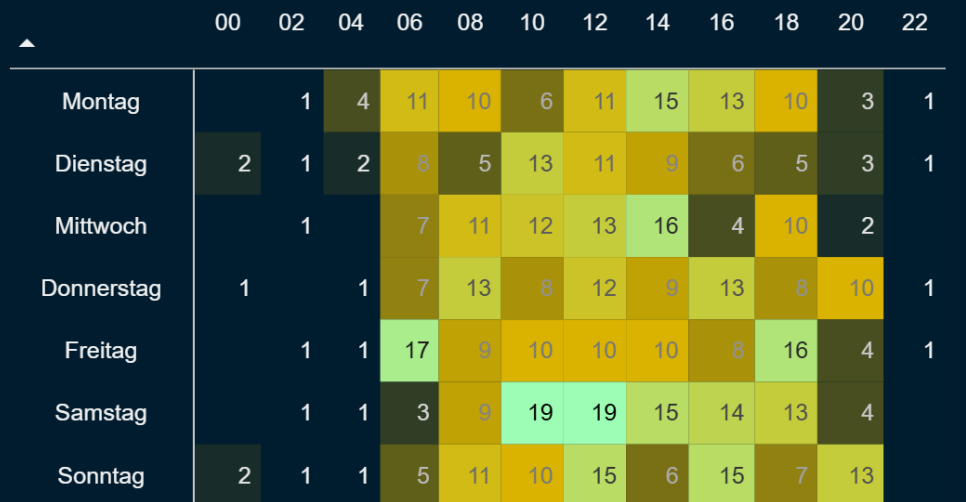 00 02 04 06 08 10 12 14 16 18 20 22
Montag 1 4 11 10 6 11 15 13 10 3 1
Dienstag 2 1 2 8 5 13 11 9 6 5 3 1
Mittwoch 1 7 11 12 13 16 4 10 2
Donnerstag 1 1 7 13 8 12 9 13 8 10 1
Freitag 1 1 17 9 10 10 10 8 16 4 1
Samstag 1 1 3 9 19 19 15 14 13 4
Sonntag 2 1 1 5 11 10 15 6 15 7 13